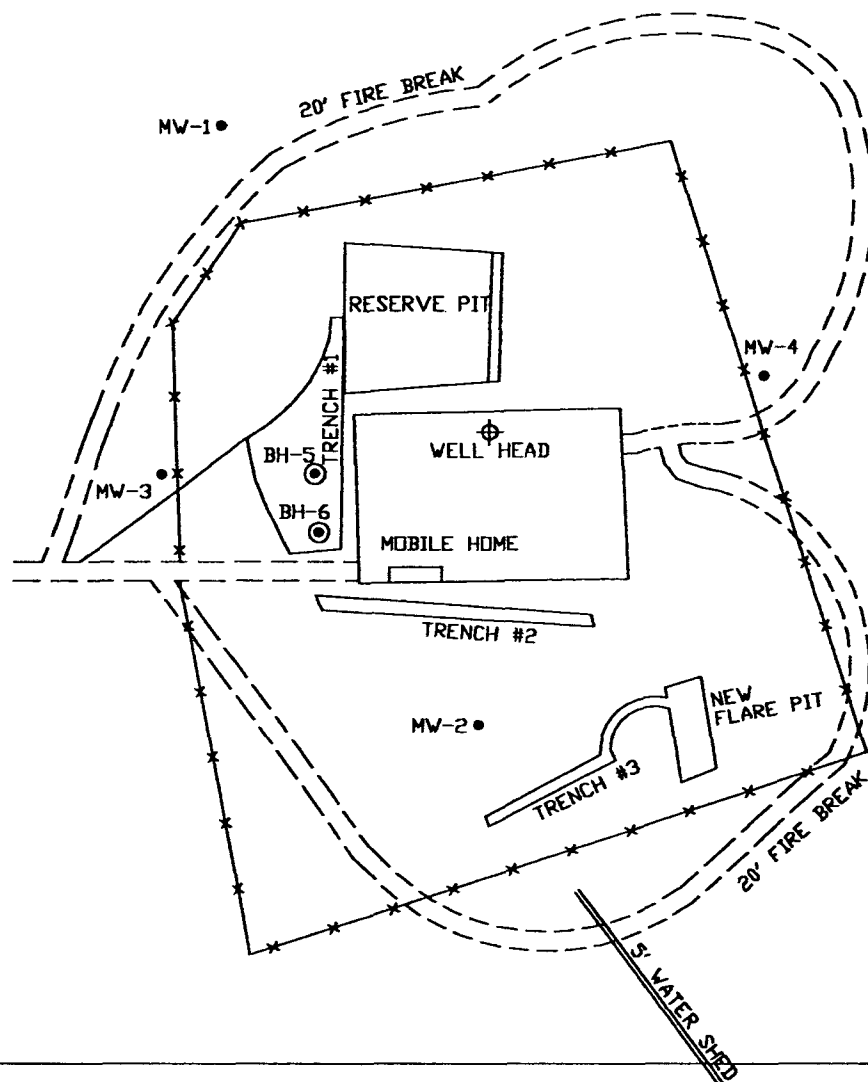 20' FIRE BREAK
MW-1
RESERVE PIT
MW-4
TRENCH #1
WELL HEAD
BH-5
MW-3
BH-6
MOBILE HOME
TRENCH #2
NEW
FLARE PIT
MW-2
TRENCH #3
20' FIRE BREAK
5' WATER SHED